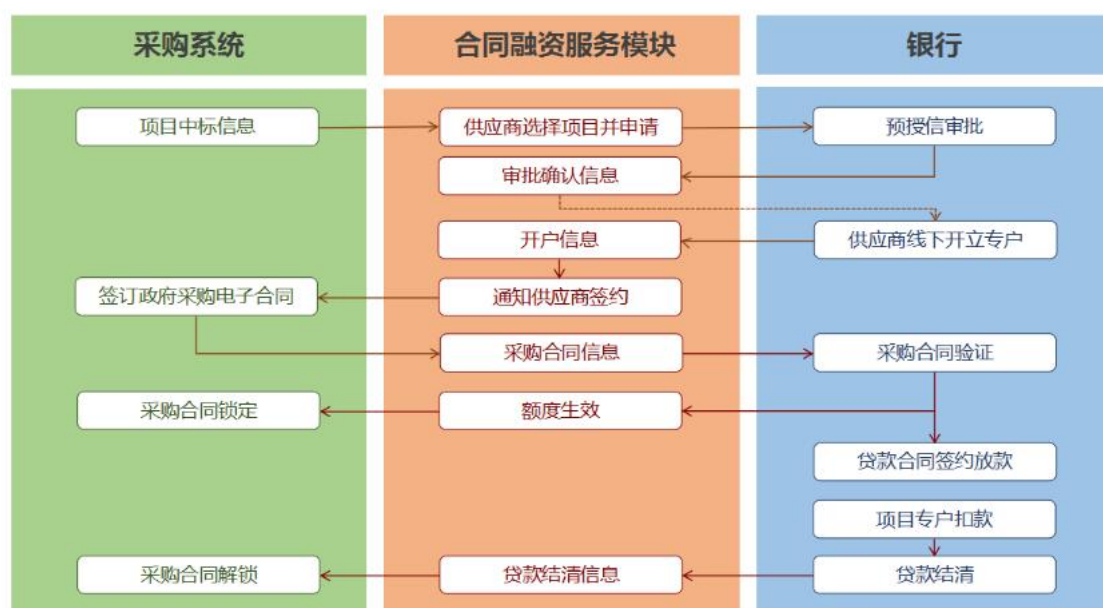 采购系统
合同融资服务模块
银行
项目中标信息
供应商选择项目并申请
预授信审批
审批确认信息
开户信息
供应商线下开立专户
签订政府采购电子合同
通知供应商签约
采购合同信息
采购合同验证
采购合同锁定
额度生效
贷款合同签约放款
项目专户扣款
采购合同解锁
贷款结清信息
贷款结清